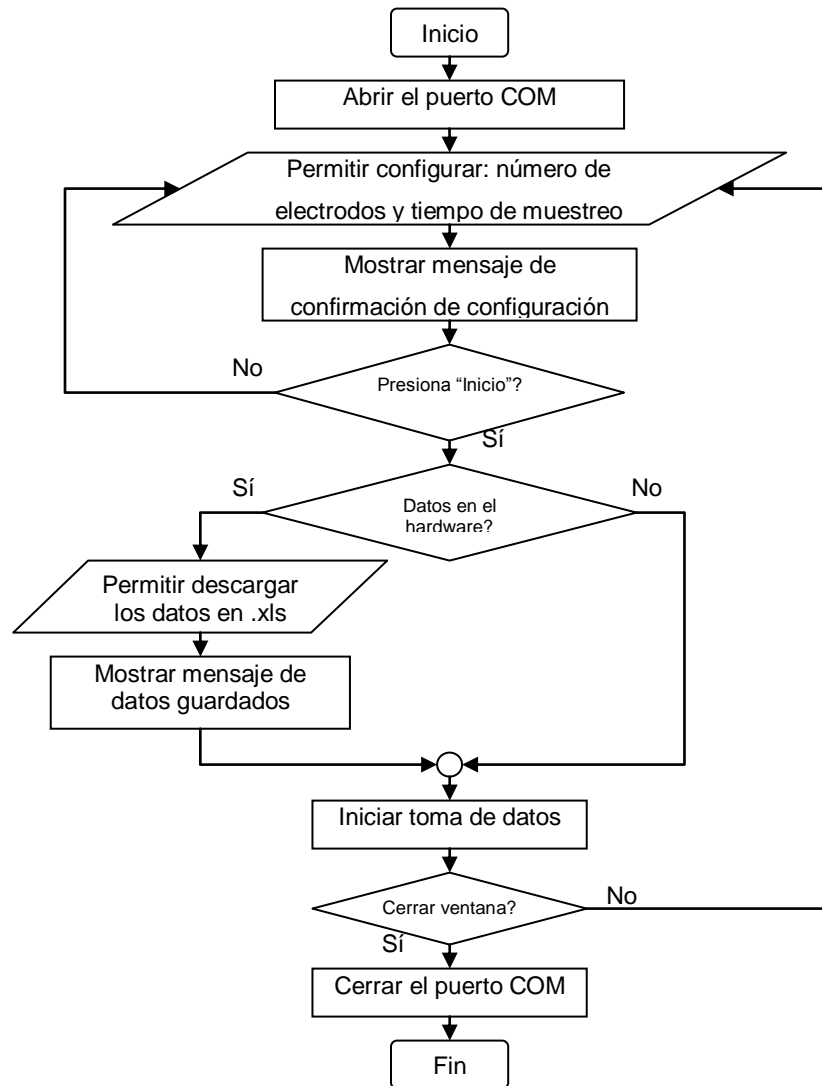 Inicio
Abrir el puerto COM
Permitir configurar: número de
electrodos y tiempo de muestreo
Mostrar mensaje de
confirmación de configuración
No
Presiona “Inicio”?
Sí
Sí
No
Datos en el
hardware?
Permitir descargar
los datos en .xls
Mostrar mensaje de
datos guardados
Iniciar toma de datos
Cerrar ventana?
No
Sí
Cerrar el puerto COM
Fin